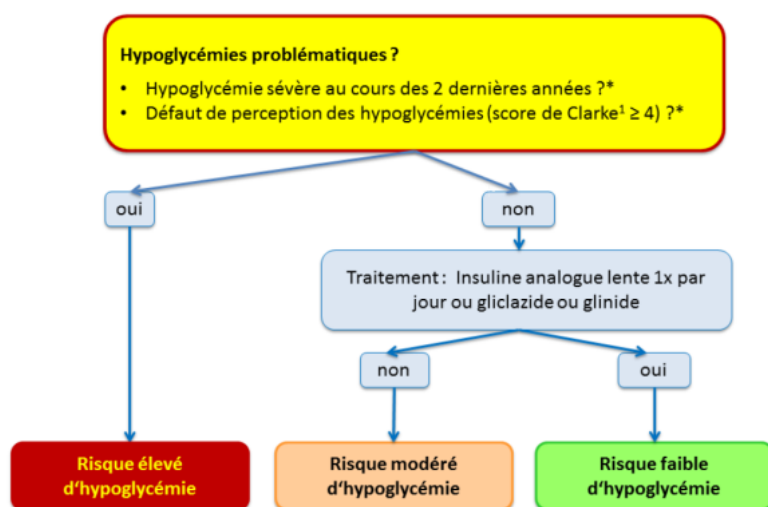 Hypoglycémies problématiques ?
• Hypoglycémie sévère au cours des 2 dernières années ?*
• Défaut de perception des hypoglycémies (score de Clarke¹ ≥ 4) ?*
oui
non
Traitement : Insuline analogue lente 1x par
jour ou gliclazide ou glinide
non
oui
Risque élevé
d‘hypoglycémie
Risque modéré
d‘hypoglycémie
Risque faible
d‘hypoglycémie